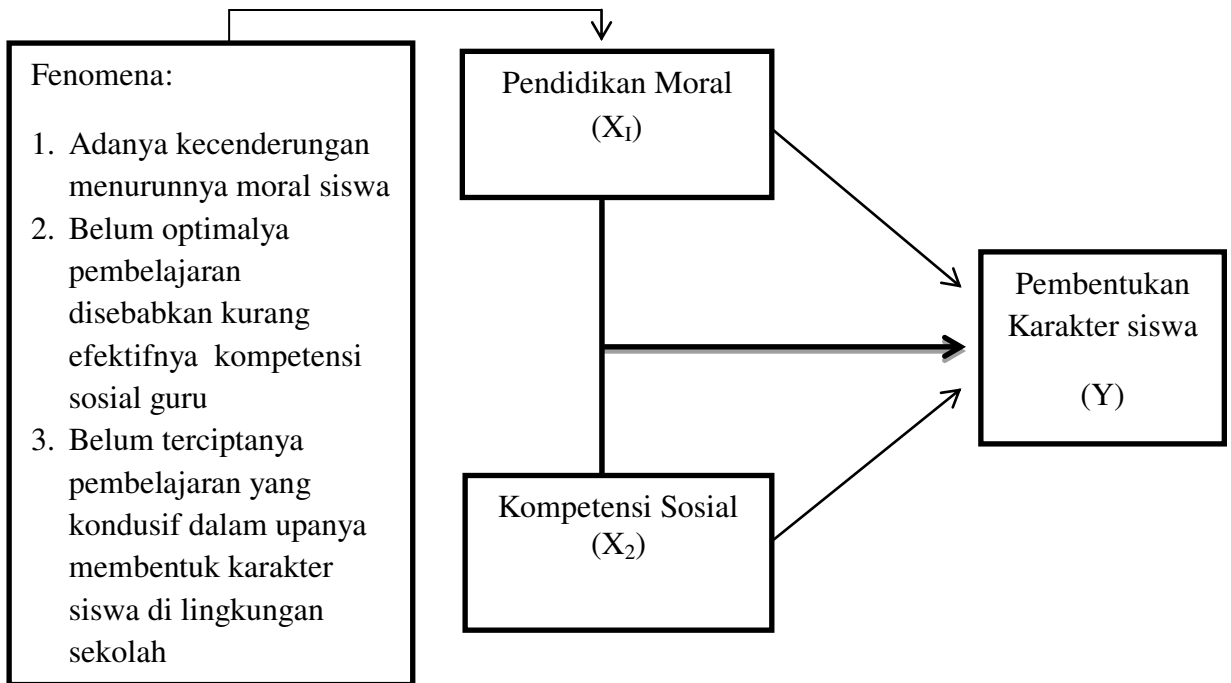 Fenomena:
1. Adanya kecenderungan
menurunnya moral siswa
2. Belum optimalya
pembelajaran
disebabkan kurang
efektifnya kompetensi
sosial guru
3. Belum terciptanya
pembelajaran yang
kondusif dalam upanya
membentuk karakter
siswa di lingkungan
sekolah
Pendidikan Moral
(X_I)
Kompetensi Sosial
(X_2)
Pembentukan
Karakter siswa
(Y)